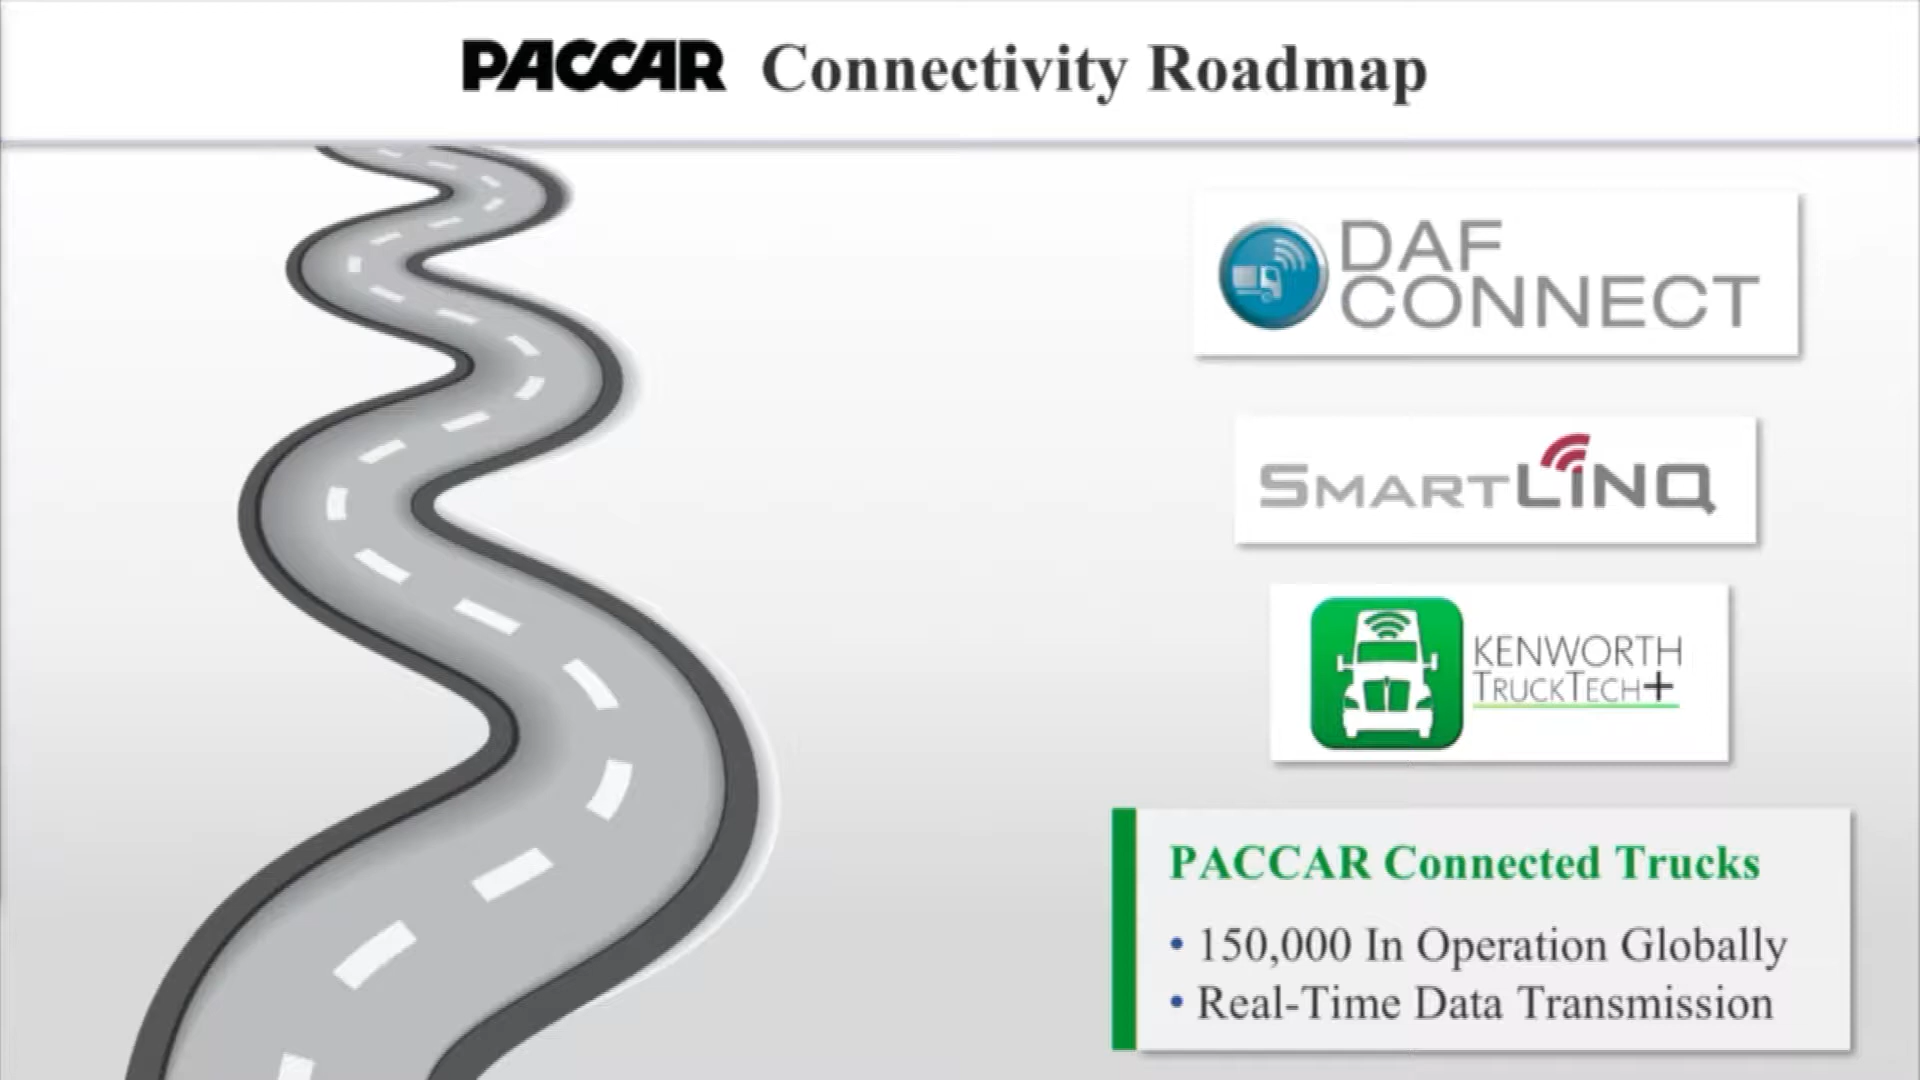 PACCAR Connectivity Roadmap
DAF
CONNECT
SMARTLINQ
KENWORTH
TRUCKTECH+
PACCAR Connected Trucks
• 150,000 In Operation Globally
• Real-Time Data Transmission